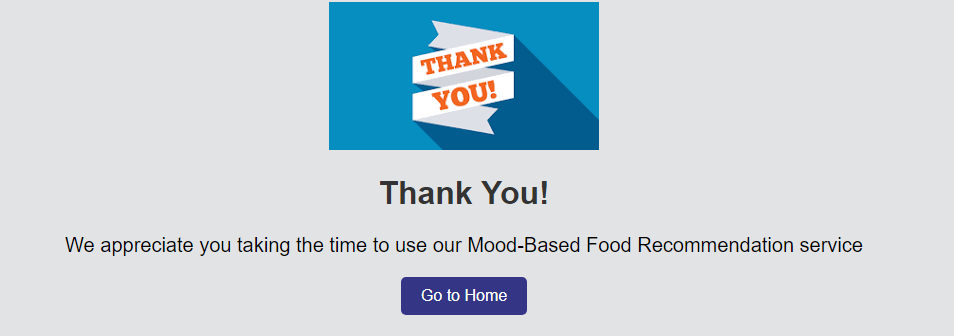 THANK
YOU!
Thank You!
We appreciate you taking the time to use our Mood-Based Food Recommendation service
Go to Home